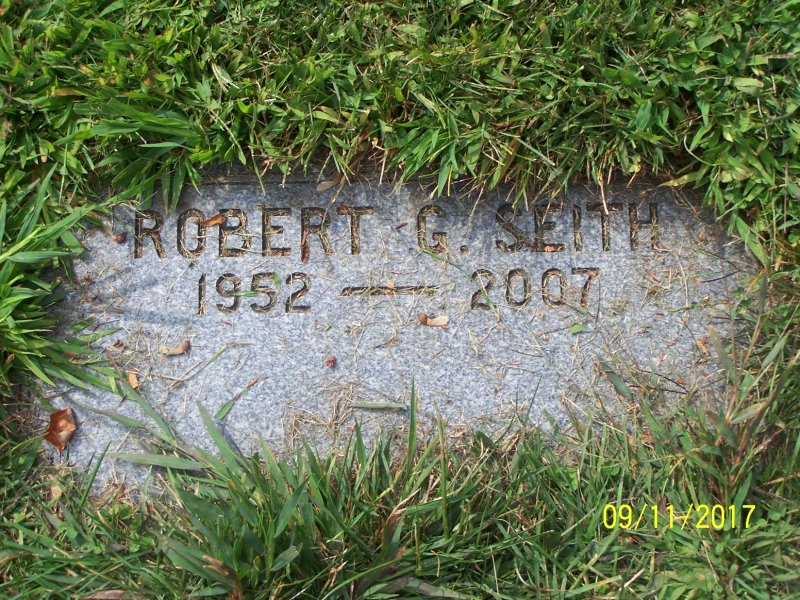 ROBERT G. SEITH
1952 — 2007
09/11/2017